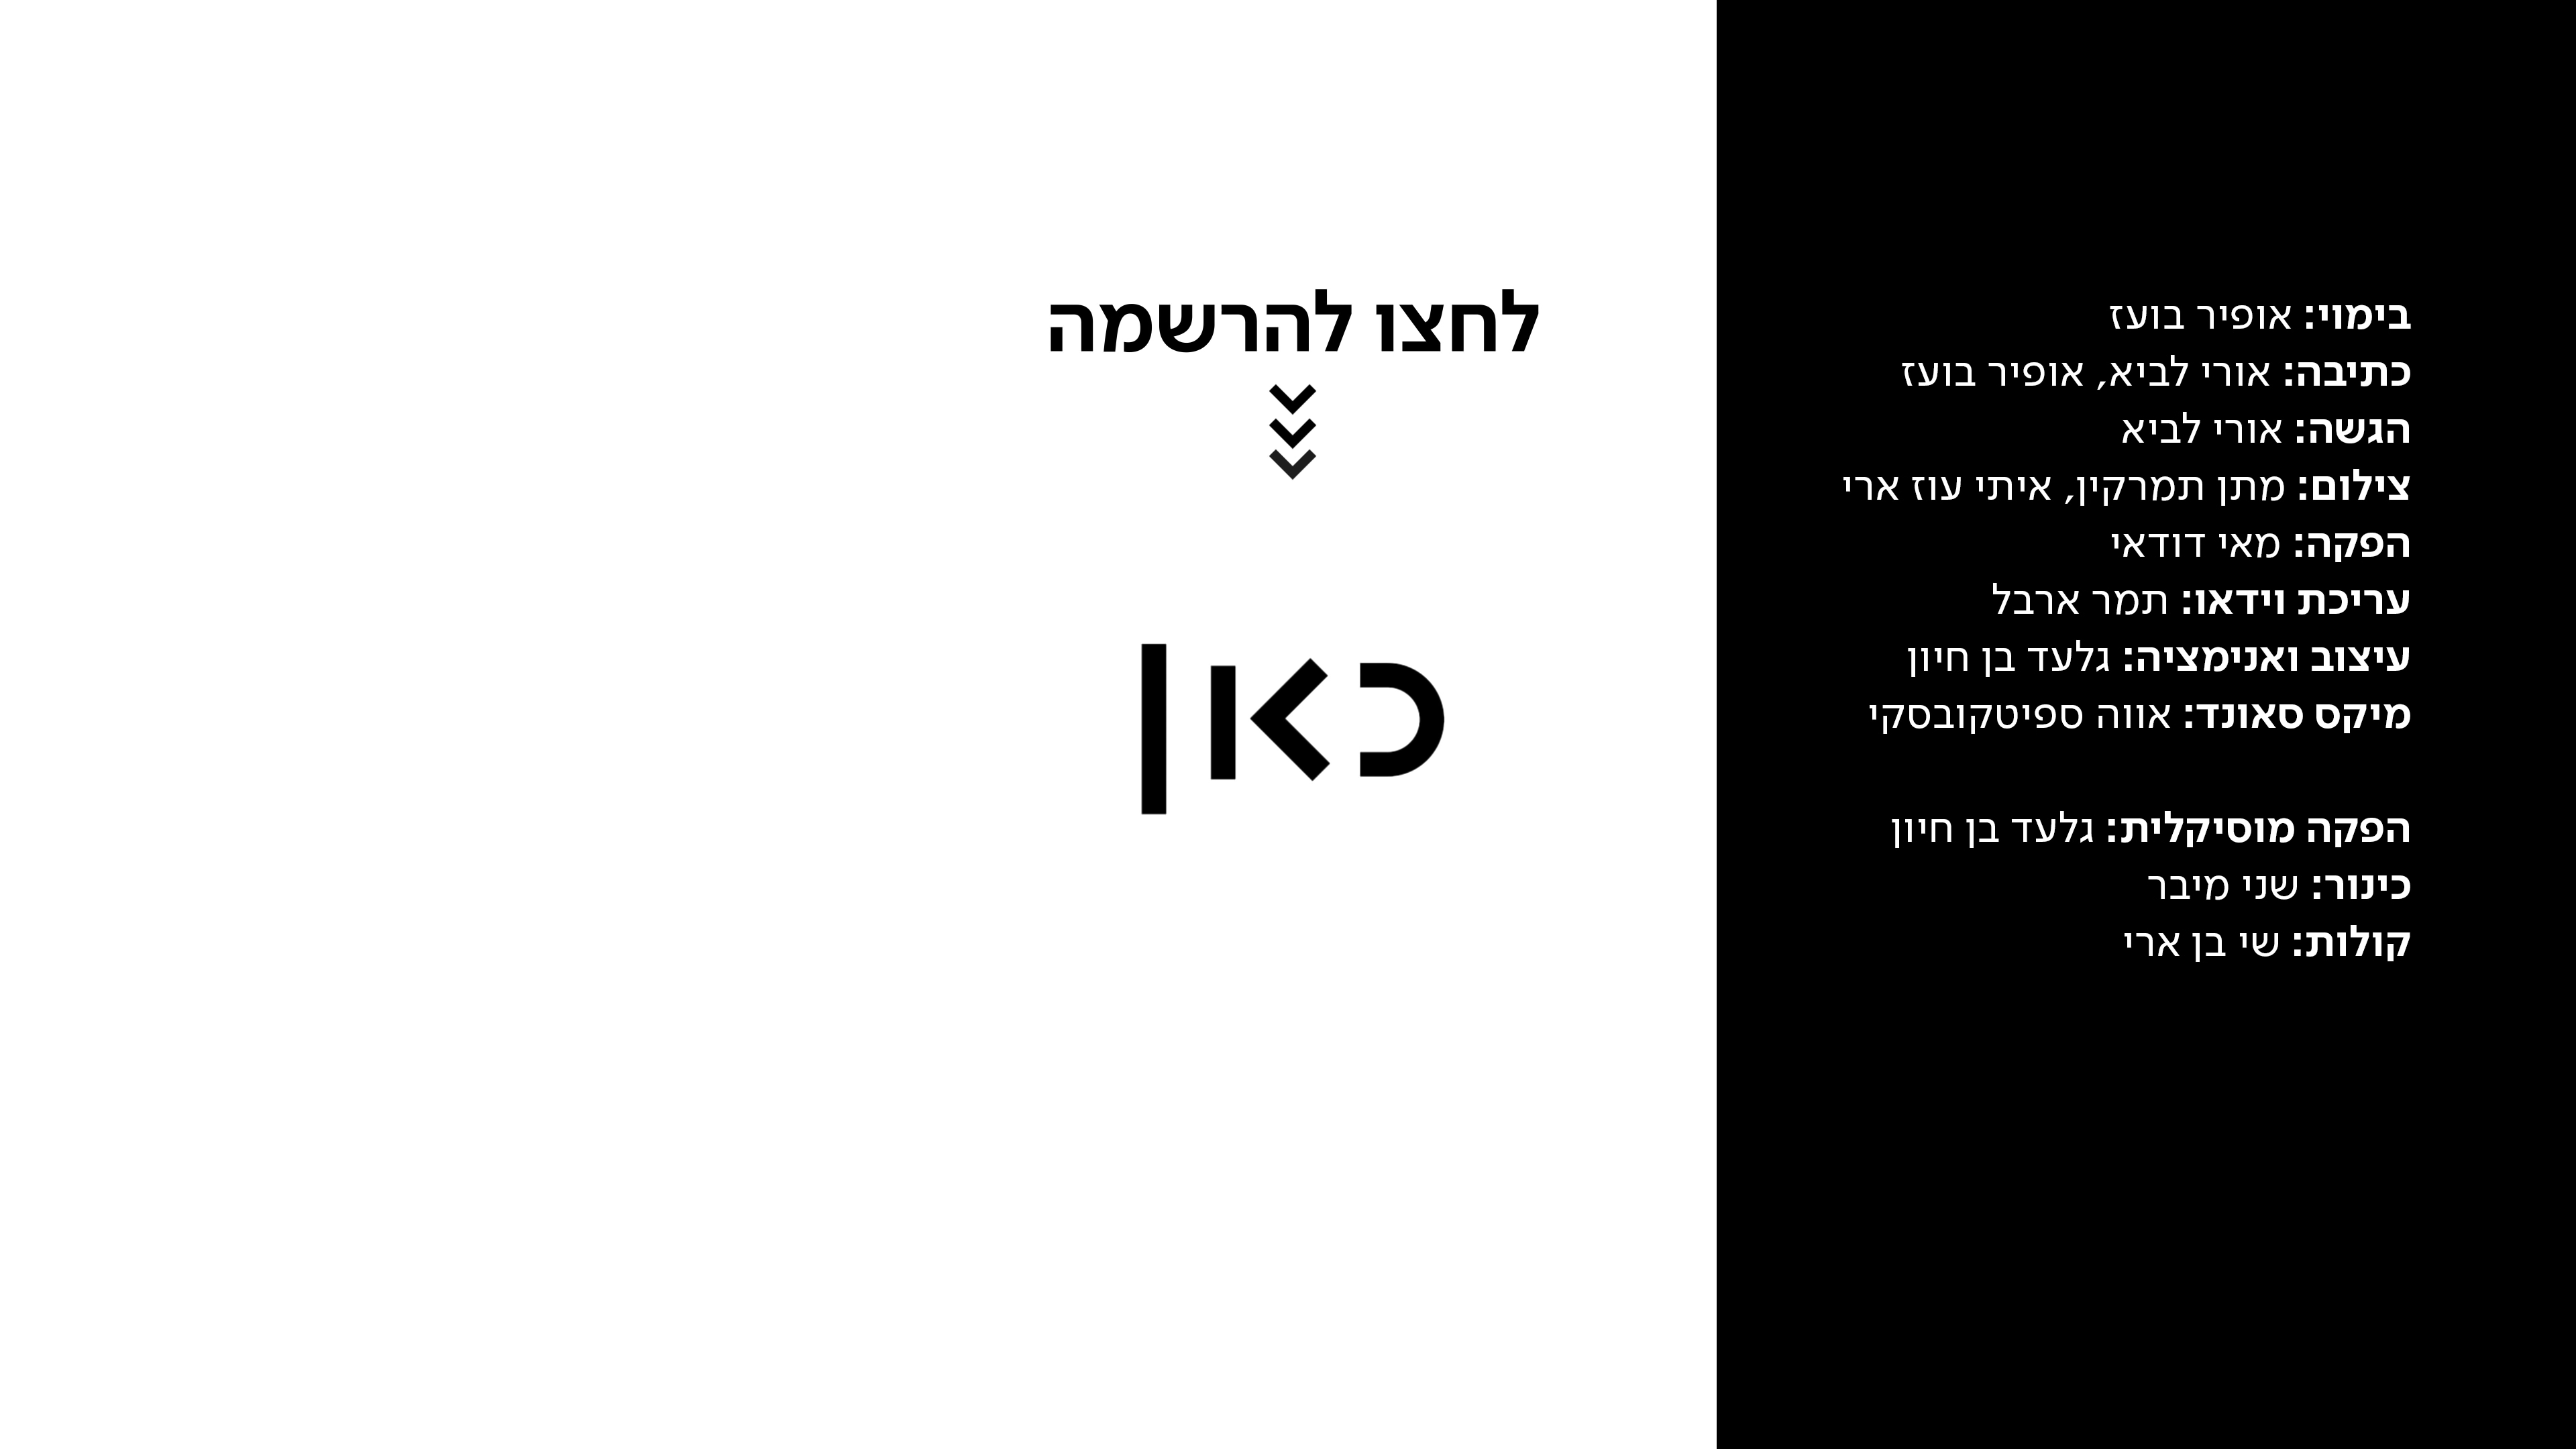 לחצו להרשמה
כאן
בימוי: אופיר בועז
כתיבה: אורי לביא, אופיר בועז
הגשה: אורי לביא
צילום: מתן תמרקין, איתי עוז ארי
הפקה: מאי דודאי
עריכת וידאו: תמר ארבל
עיצוב ואנימציה: גלעד בן חיון
מיקס סאונד: אווה ספיטקובסקי
הפקה מוסיקלית: גלעד בן חיון
כינור: שני מיבר
קולות: שי בן ארי